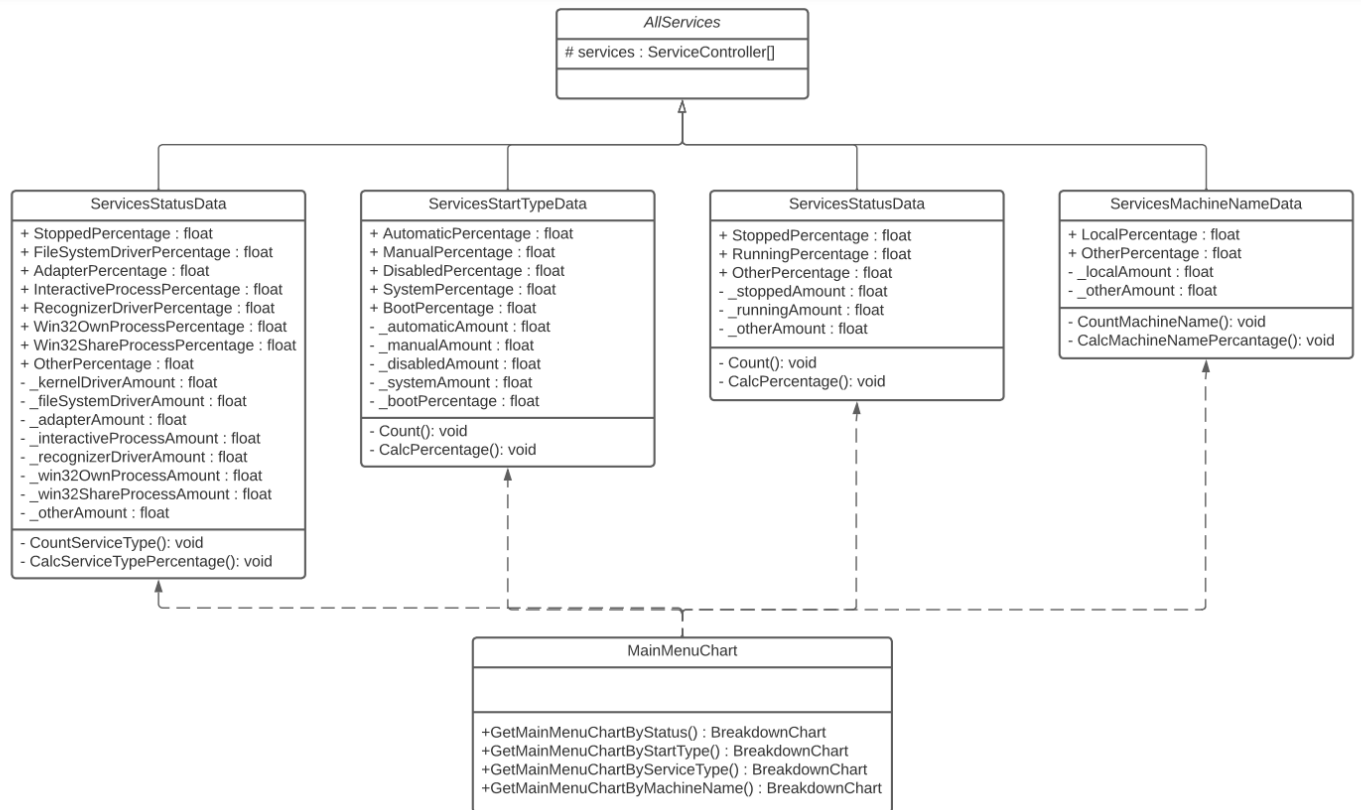 AllServices
# services : ServiceController[]
ServicesStatusData
+ StoppedPercentage : float
+ FileSystemDriverPercentage : float
+ AdapterPercentage : float
+ InteractiveProcessPercentage : float
+ RecognizerDriverPercentage : float
+ Win32OwnProcessPercentage : float
+ Win32ShareProcessPercentage : float
+ OtherPercentage : float
- _kernelDriverAmount : float
- _fileSystemDriverAmount : float
- _adapterAmount : float
- _interactiveProcessAmount : float
- _recognizerDriverAmount : float
- _win32OwnProcessAmount : float
- _win32ShareProcessAmount : float
- _otherAmount : float
- CountServiceType(): void
- CalcServiceTypePercentage(): void
ServicesStartTypeData
+ AutomaticPercentage : float
+ ManualPercentage : float
+ DisabledPercentage : float
+ SystemPercentage : float
+ BootPercentage : float
- _automaticAmount : float
- _manualAmount : float
- _disabledAmount : float
- _systemAmount : float
- _bootPercentage : float
- Count(): void
- CalcPercentage(): void
ServicesStatusData
+ StoppedPercentage : float
+ RunningPercentage : float
+ OtherPercentage : float
- _stoppedAmount : float
- _runningAmount : float
- _otherAmount : float
- Count(): void
- CalcPercentage(): void
ServicesMachineNameData
+ LocalPercentage : float
+ OtherPercentage : float
- _localAmount : float
- _otherAmount : float
- CountMachineName(): void
- CalcMachineNamePercantage(): void
MainMenuChart
+GetMainMenuChartByStatus() : BreakdownChart
+GetMainMenuChartByStartType() : BreakdownChart
+GetMainMenuChartByServiceType() : BreakdownChart
+GetMainMenuChartByMachineName() : BreakdownChart